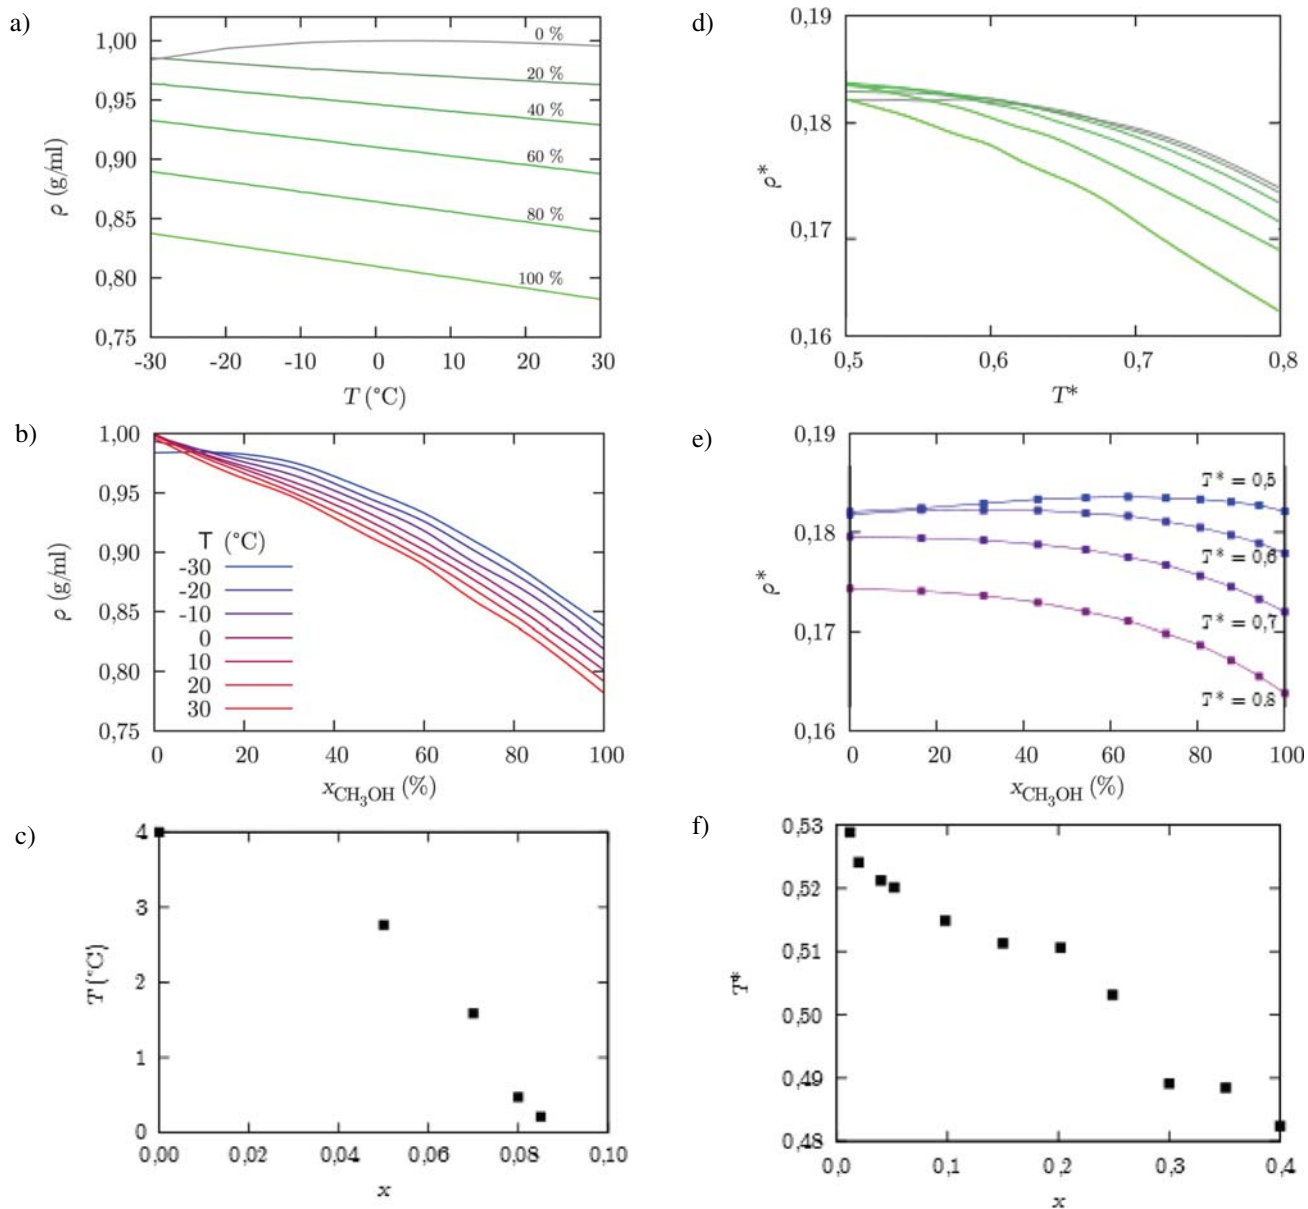 a)
1,00
0,95
0,90
0,85
0,80
0,75
ρ (g/ml)
0 %
20 %
40 %
60 %
80 %
100 %
-30 -20 -10 0 10 20 30
T (°C)
b)
1,00
0,95
0,90
0,85
0,80
0,75
ρ (g/ml)
T (°C)
-30
-20
-10
0
10
20
30
0 20 40 60 80 100
xCH₃OH (%)
c)
4
3
2
1
0
T (°C)
0,00 0,02 0,04 0,06 0,08 0,10
x
d)
0,19
0,18
0,17
0,16
ρ*
0,5 0,6 0,7 0,8
T*
e)
0,19
0,18
0,17
0,16
ρ*
T* = 0,5
T* = 0,6
T* = 0,7
T* = 0,8
0 20 40 60 80 100
xCH₃OH (%)
f)
0,53
0,52
0,51
0,50
0,49
0,48
T*
0,0 0,1 0,2 0,3 0,4
x